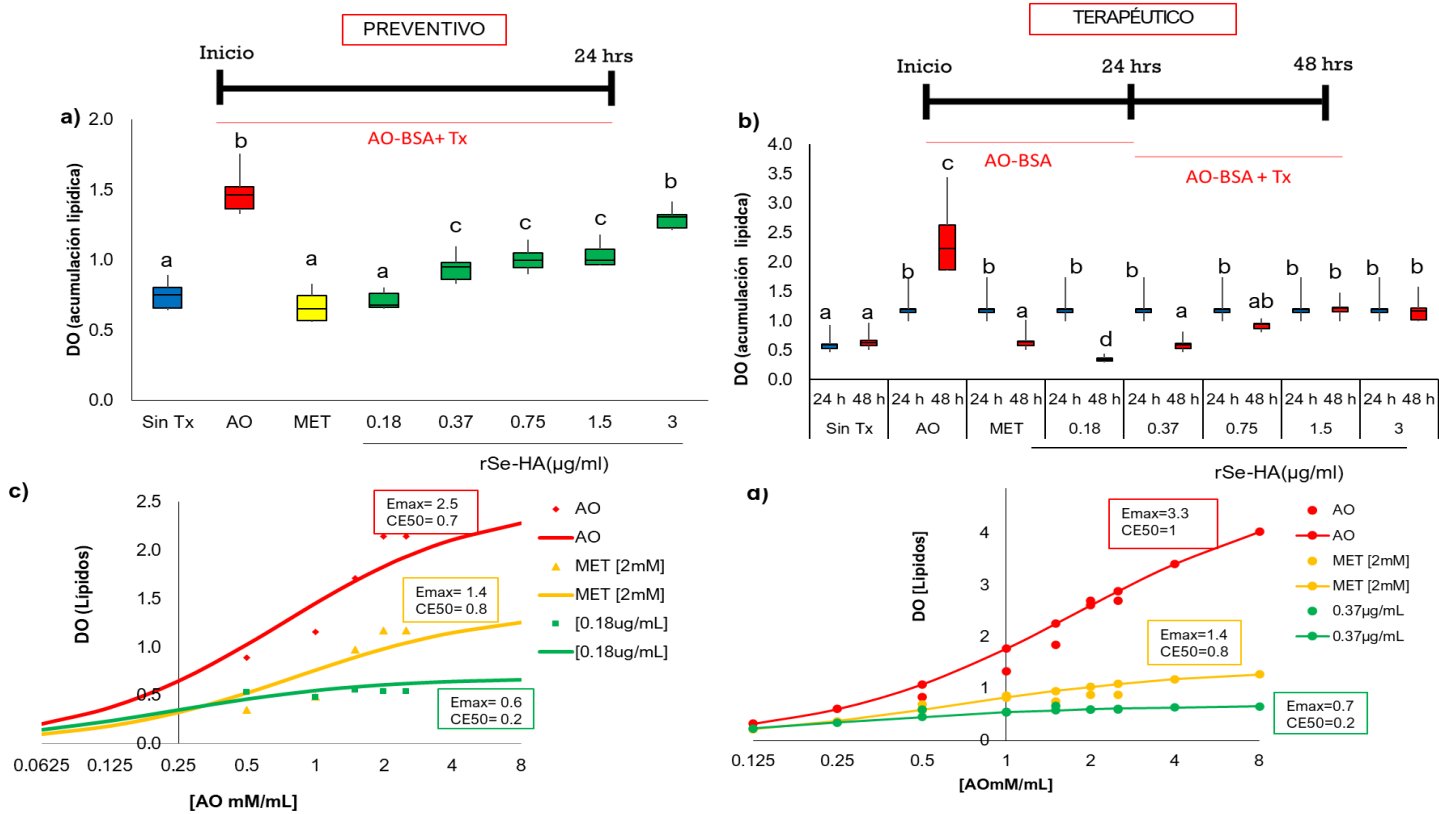 PREVENTIVO
Inicio
24 hrs
a)
AO-BSA+ Tx
DO (acumulación lipídica)
2.0
1.5
1.0
0.5
0.0
a
b
a
a
c
c
c
b
Sin Tx AO MET 0.18 0.37 0.75 1.5 3
rSe-HA(µg/ml)
TERAPÉUTICO
Inicio
24 hrs
48 hrs
b)
AO-BSA
AO-BSA + Tx
DO (acumulación lipidca)
4.0
3.5
3.0
2.5
2.0
1.5
1.0
0.5
0.0
a a b c b a b d b a b ab b b b b
24 h 48 h 24 h 48 h 24 h 48 h 24 h 48 h 24 h 48 h 24 h 48 h 24 h 48 h 24 h 48 h
Sin Tx AO MET 0.18 0.37 0.75 1.5 3
rSe-HA(µg/ml)
c)
DO (Lipidos)
2.5
2.0
1.5
1.0
0.5
0.0
Emax= 2.5
CE50= 0.7
Emax= 1.4
CE50= 0.8
Emax= 0.6
CE50= 0.2
AO
AO
MET [2mM]
MET [2mM]
[0.18ug/mL]
[0.18ug/mL]
0.0625 0.125 0.25 0.5 1 2 4 8
[AO mM/mL]
d)
DO [Lipidos]
4
3
2
1
0
Emax=3.3
CE50=1
Emax=1.4
CE50=0.8
Emax=0.7
CE50=0.2
AO
AO
MET [2mM]
MET [2mM]
0.37µg/mL
0.37µg/mL
0.125 0.25 0.5 1 2 4 8
[AOmM/mL]